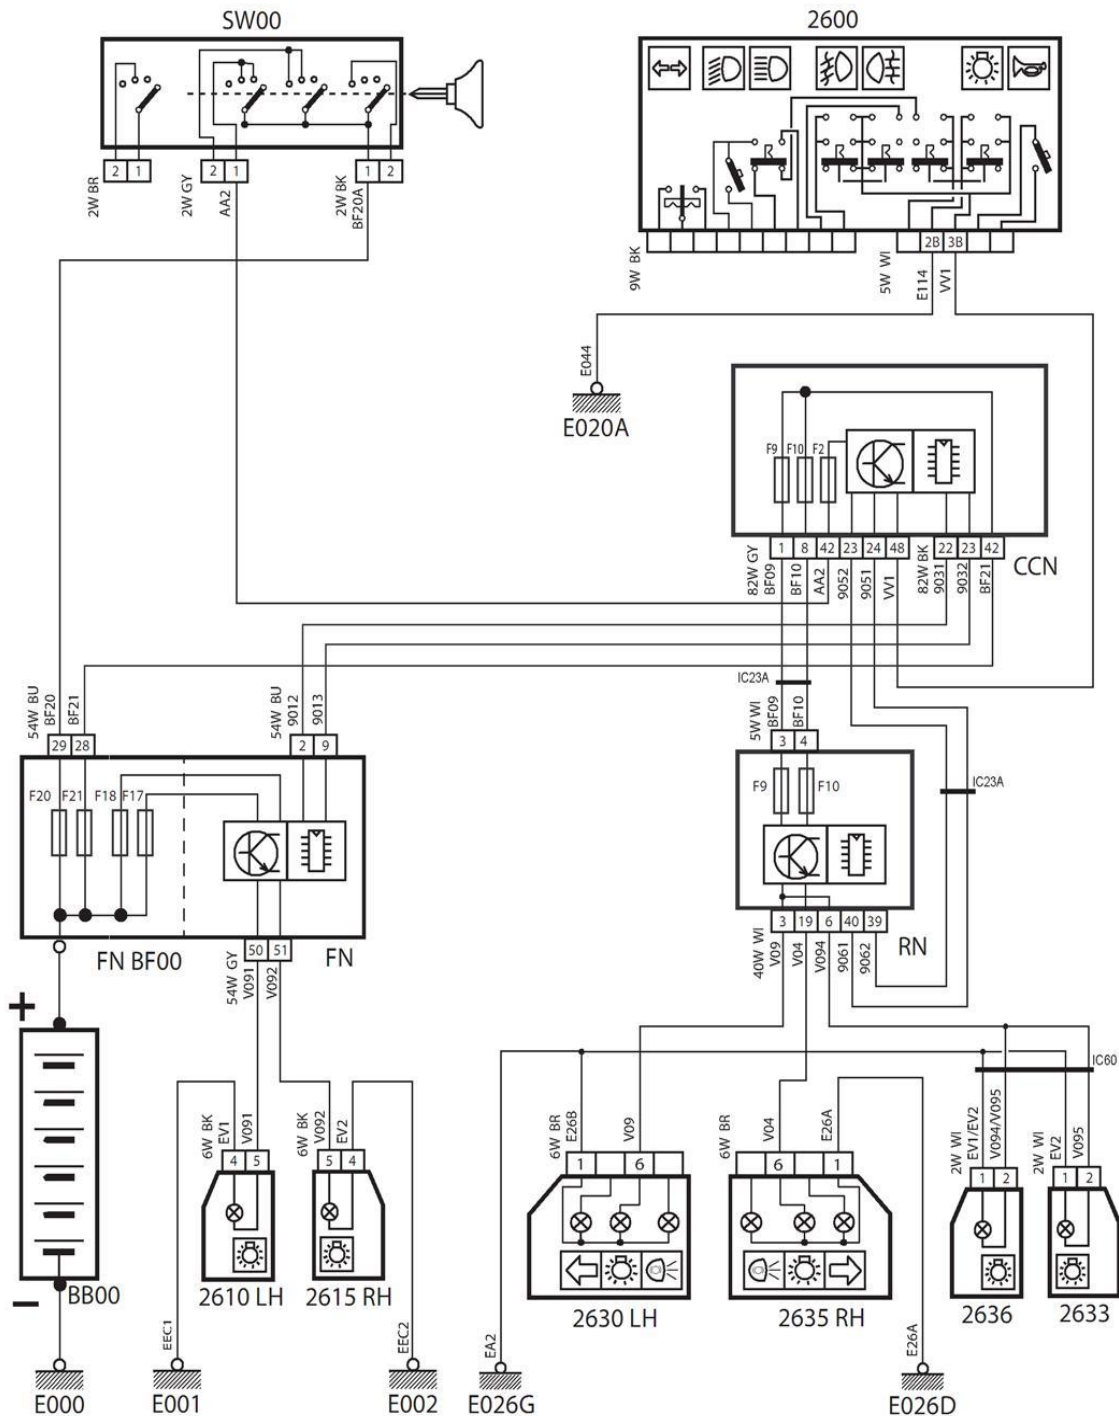 SW00
2600
2 1
2 1
1 2
2W BR
2W GY
AA2
2W BK
BF20A
9W BK
5W WI
2B 3B
E114
VV1
E044
E020A
F9 F10 F2
1 8 42 23 24 48 22 23 42
CCN
82W GY
BF09
BF10
AA2
9052
9051
VV1
82W BK
9031
9032
BF21
IC23A
54W BU
BF20
BF21
54W BU
9012
9013
5W WI
BF09
BF10
29 28
2 9
3 4
F20 F21 F18 F17
F9 F10
IC23A
FN BF00
FN
50 51
54W GY
V091
V092
3 19 6 40 39
RN
40W WI
V09
V04
V094
9061
9062
+
IC60
6W BK
EV1
V091
6W BK
V092
EV2
6W BR
E26B
V09
6W BR
V04
E26A
2W WI
EV1/EV2
V094/V095
2W WI
EV2
V095
4 5
5 4
1 6
6 1
1 2
1 2
–
BB00
2610 LH
2615 RH
2630 LH
2635 RH
2636
2633
EEC1
EEC2
EA2
E26A
E000
E001
E002
E026G
E026D